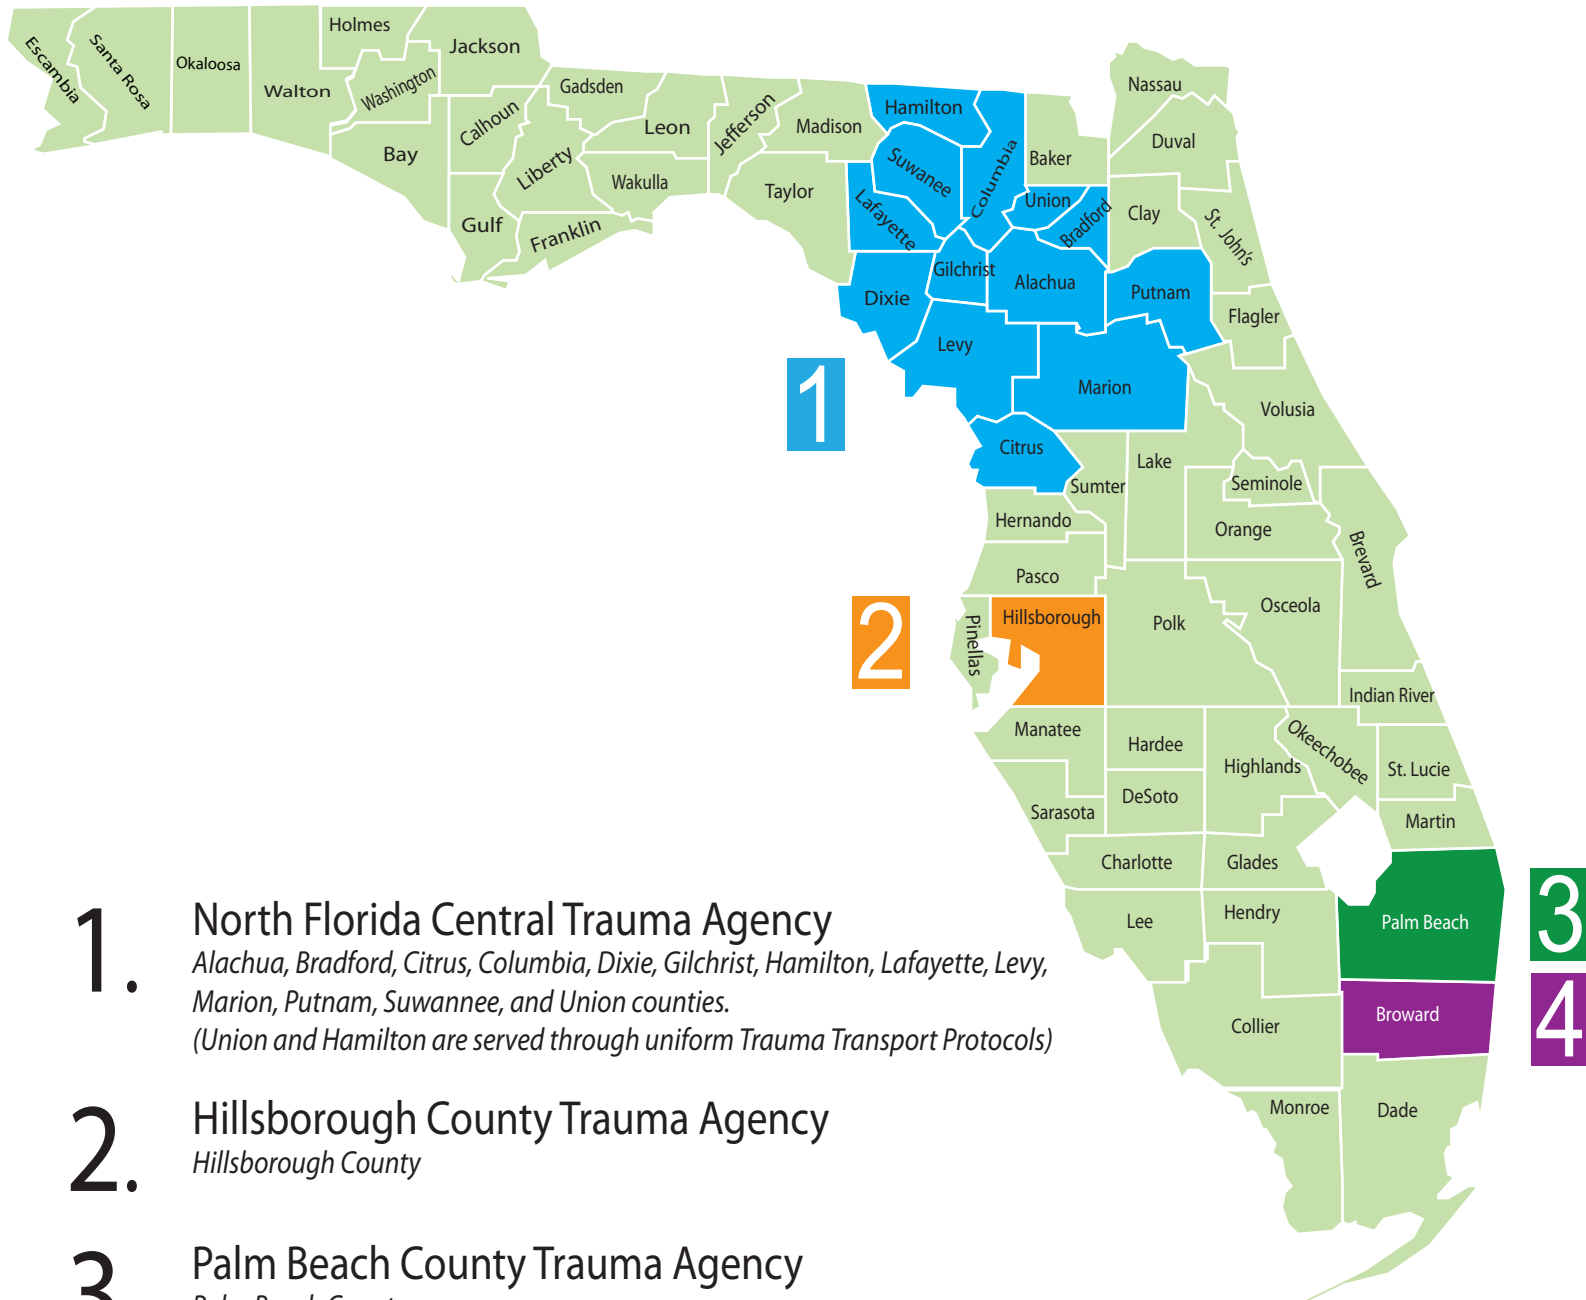 Holmes
Jackson
Escambia
Santa Rosa
Okaloosa
Walton
Washington
Gadsden
Calhoun
Leon
Jefferson
Madison
Hamilton
Nassau
Duval
Bay
Liberty
Wakulla
Taylor
Suwanee
Columbia
Baker
Lafayette
Union
Bradford
Clay
St. John's
Gulf
Franklin
Gilchrist
Alachua
Putnam
Dixie
Flagler
Levy
Marion
1
Volusia
Citrus
Lake
Sumter
Seminole
Hernando
Orange
Brevard
Pasco
Osceola
2
Pinellas
Hillsborough
Polk
Indian River
Manatee
Hardee
Highlands
Okeechobee
St. Lucie
DeSoto
Sarasota
Martin
Charlotte
Glades
Lee
Hendry
Palm Beach
3
Collier
Broward
4
Monroe
Dade
1. North Florida Central Trauma Agency
Alachua, Bradford, Citrus, Columbia, Dixie, Gilchrist, Hamilton, Lafayette, Levy,
Marion, Putnam, Suwannee, and Union counties.
(Union and Hamilton are served through uniform Trauma Transport Protocols)
2. Hillsborough County Trauma Agency
Hillsborough County
3 Palm Beach County Trauma Agency
Palm Beach County